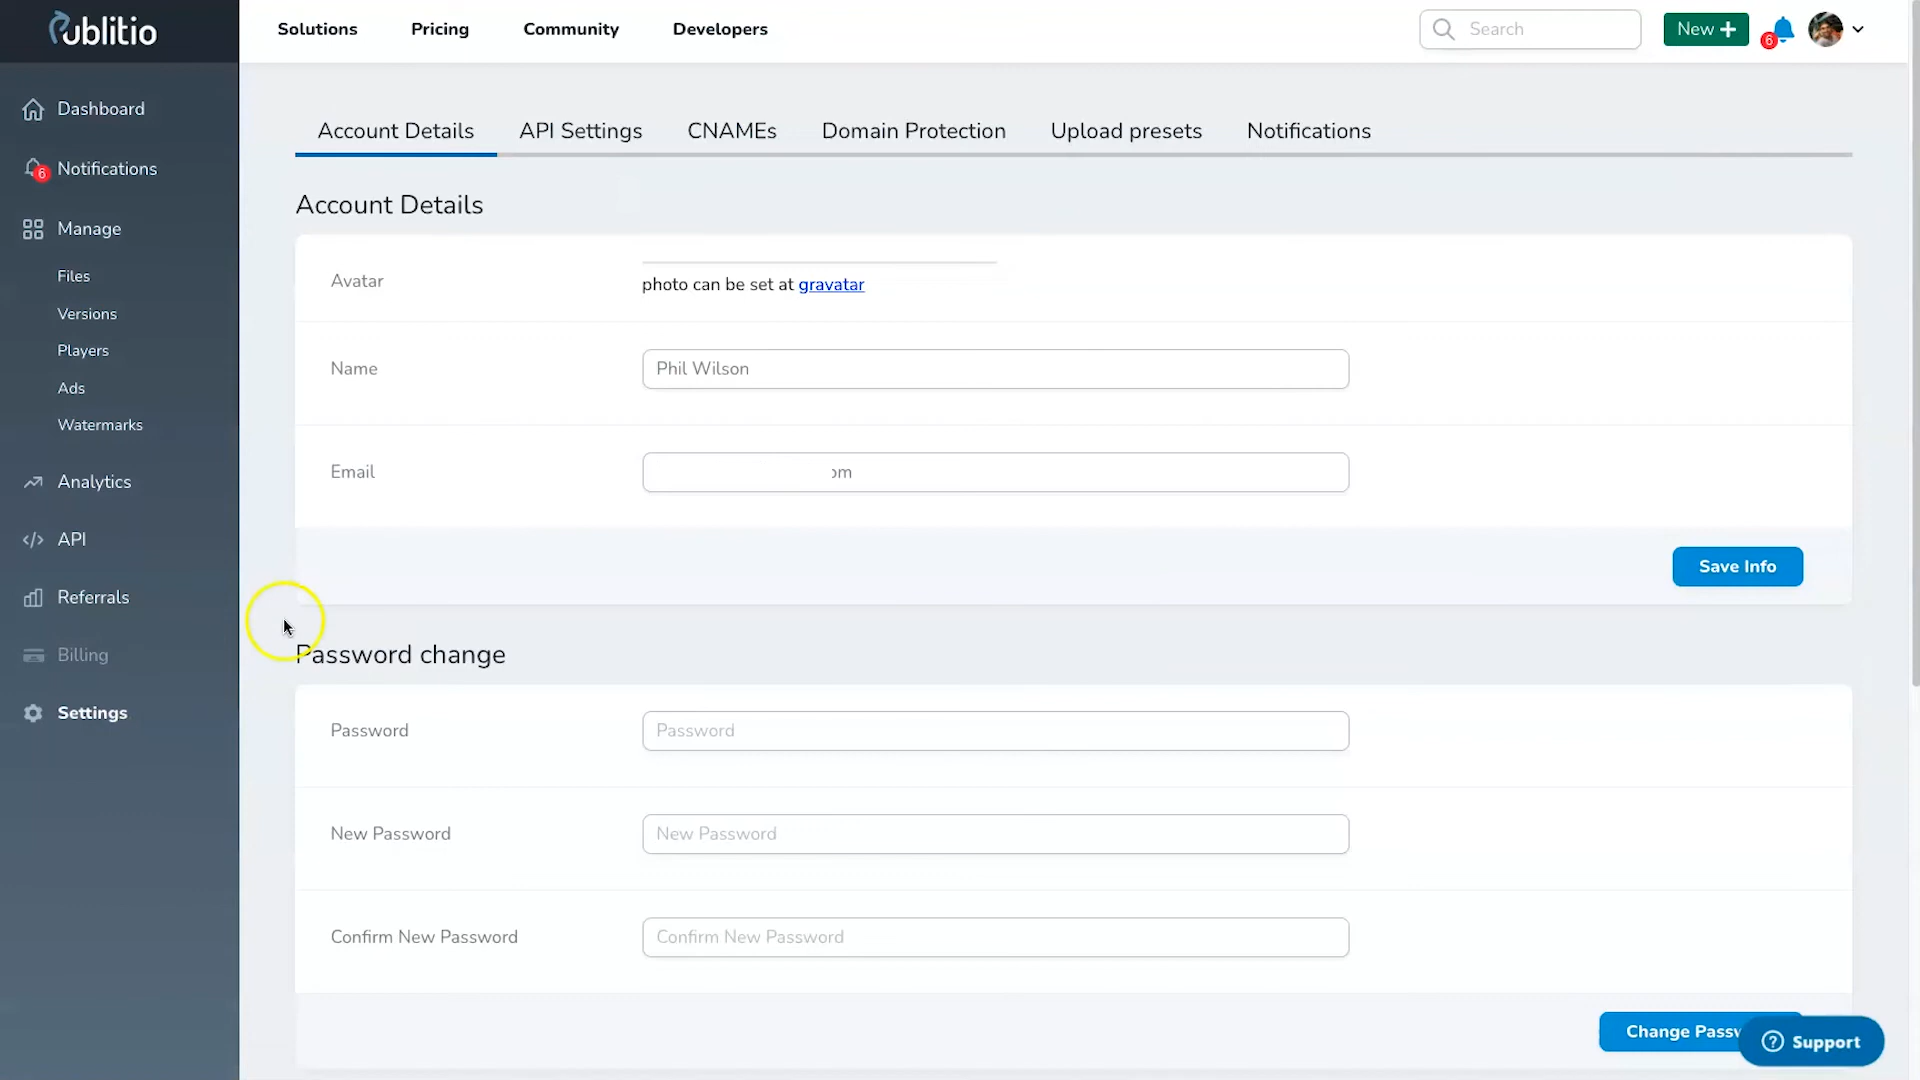 Publitio
Solutions
Pricing
Community
Developers
Search
New +
6
Dashboard
6
Notifications
Manage
Files
Versions
Players
Ads
Watermarks
Analytics
API
Referrals
Billing
Settings
Account Details
API Settings
CNAMEs
Domain Protection
Upload presets
Notifications
Account Details
Avatar
photo can be set at gravatar
Name
Phil Wilson
Email
om
Save Info
Password change
Password
Password
New Password
New Password
Confirm New Password
Confirm New Password
Change Passw
Support